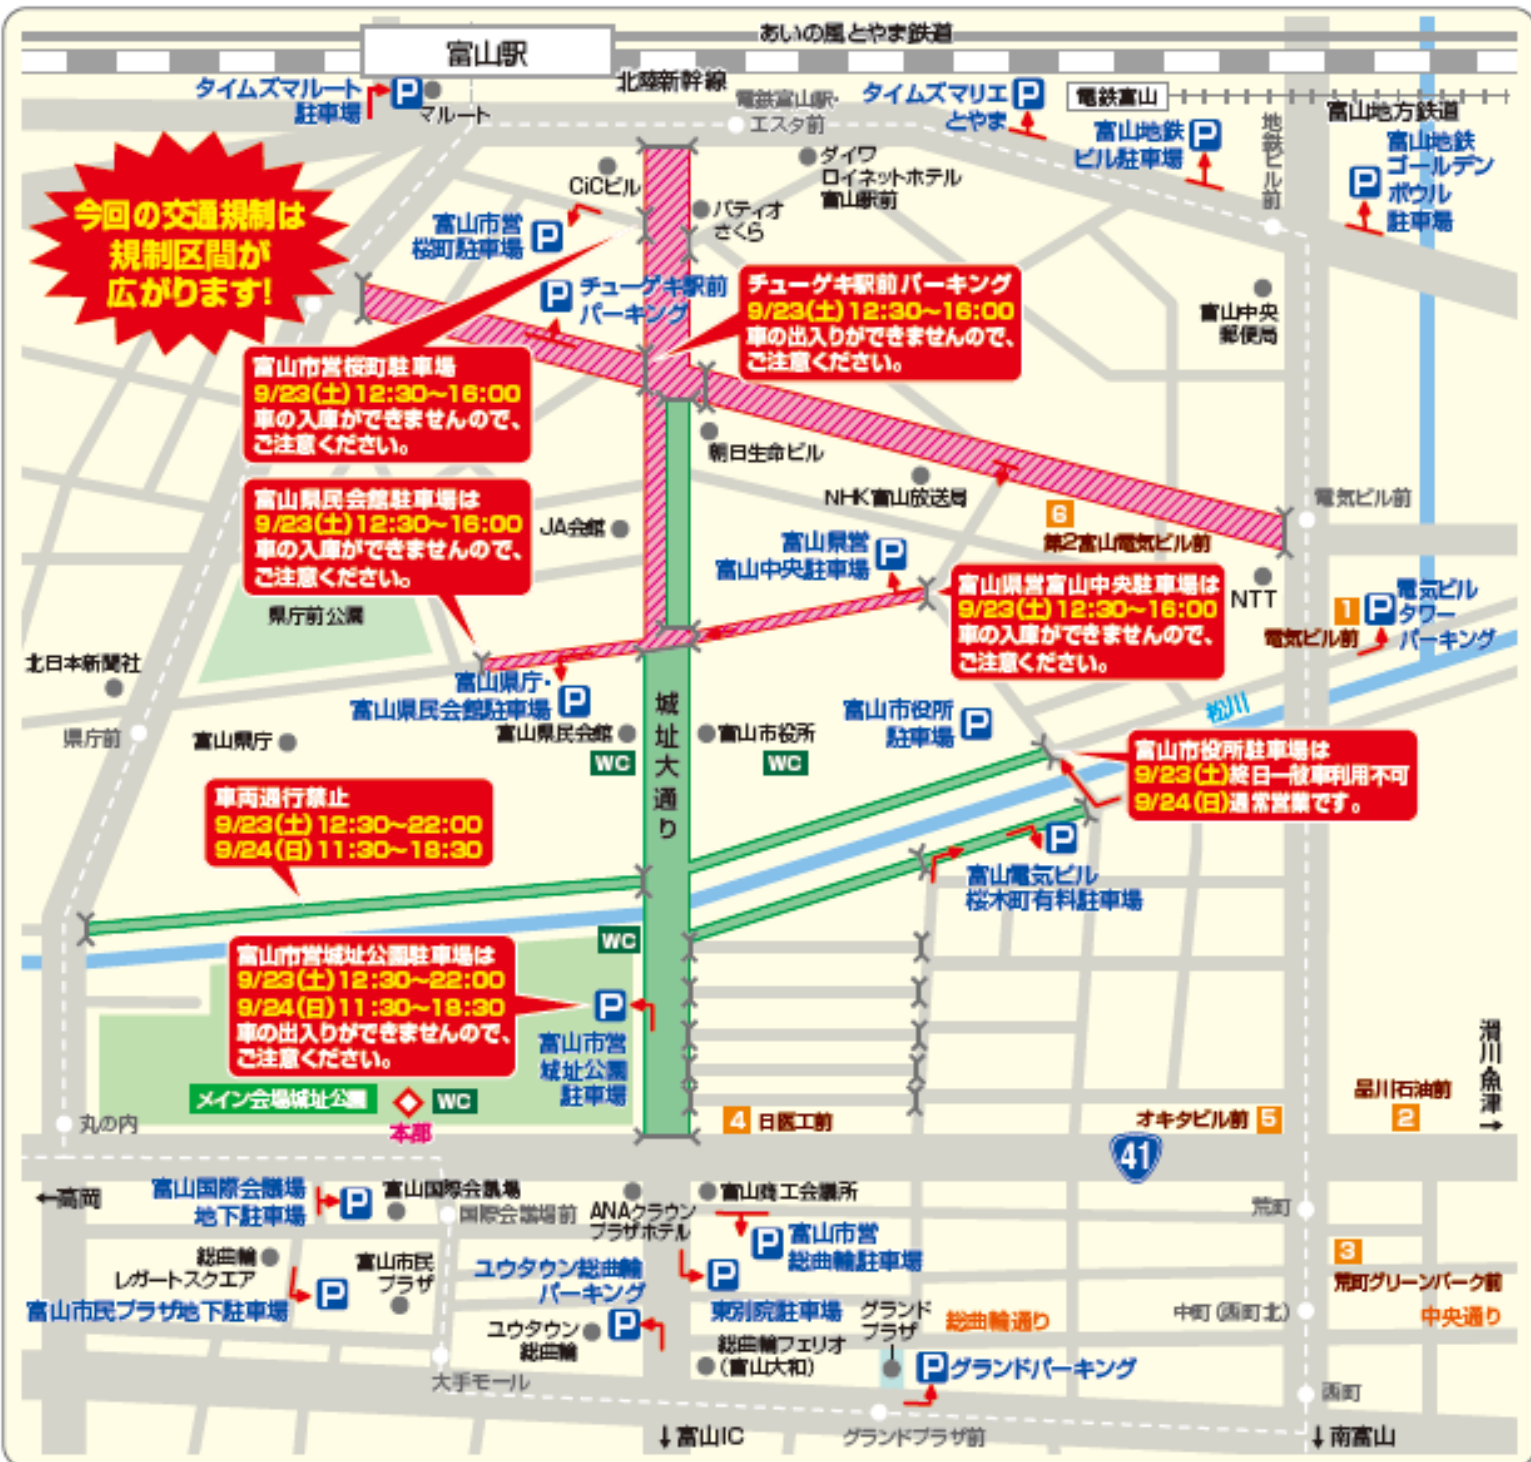 あいの風とやま鉄道
富山駅
北陸新幹線
タイムズマルート
駐車場
P
マルート
電鉄富山駅・
エスタ前
タイムズマリエ
とやま
P
電鉄富山
富山地方鉄道
富山地鉄
ビル駐車場
P
地鉄ビル前
富山地鉄
ゴールデン
ボウル
駐車場
P
今回の交通規制は
規制区間が
広がります!
CiCビル
ダイワ
ロイネットホテル
富山駅前
パティオ
さくら
富山市営
桜町駐車場
P
P
チューゲキ駅前
パーキング
チューゲキ駅前パーキング
9/23(土)12:30~16:00
車の出入りができませんので、
ご注意ください。
富山中央
郵便局
富山市営桜町駐車場
9/23(土)12:30~16:00
車の入庫ができませんので、
ご注意ください。
朝日生命ビル
NHK富山放送局
富山県民会館駐車場は
9/23(土)12:30~16:00
車の入庫ができませんので、
ご注意ください。
JA会館
電気ビル前
6
第2富山電気ビル前
富山県営
富山中央駐車場
P
富山県営富山中央駐車場は
9/23(土)12:30~16:00
車の入庫ができませんので、
ご注意ください。
NTT
1
電気ビル前
P
電気ビル
タワー
パーキング
県庁前公園
北日本新聞社
県庁前
富山県庁
富山県庁・
富山県民会館駐車場
P
富山県民会館
WC
城址大通り
富山市役所
WC
富山市役所
駐車場
P
松川
富山市役所駐車場は
9/23(土)終日一般車利用不可
9/24(日)通常営業です。
車両通行禁止
9/23(土)12:30~22:00
9/24(日)11:30~18:30
P
富山電気ビル
桜木町有料駐車場
WC
富山市営城址公園駐車場は
9/23(土)12:30~22:00
9/24(日)11:30~18:30
車の出入りができませんので、
ご注意ください。
P
富山市営
城址公園
駐車場
メイン会場城址公園
WC
本部
丸の内
4 日医工前
オキタビル前 5
品川石油前
2
滑川魚津→
41
←高岡
富山国際会議場
地下駐車場
P
富山国際会議場
国際会議場前
ANAクラウン
プラザホテル
富山商工会議所
P
富山市営
総曲輪駐車場
荒町
総曲輪
レガートスクエア
富山市民
プラザ
富山市民プラザ地下駐車場
P
ユウタウン総曲輪
パーキング
P
ユウタウン
総曲輪
P
東別院駐車場
総曲輪フェリオ
(富山大和)
グランド
プラザ
総曲輪通り
P
グランドパーキング
中町(西町北)
3
荒町グリーンパーク前
中央通り
大手モール
西町
↓富山IC
グランドプラザ前
↓南富山